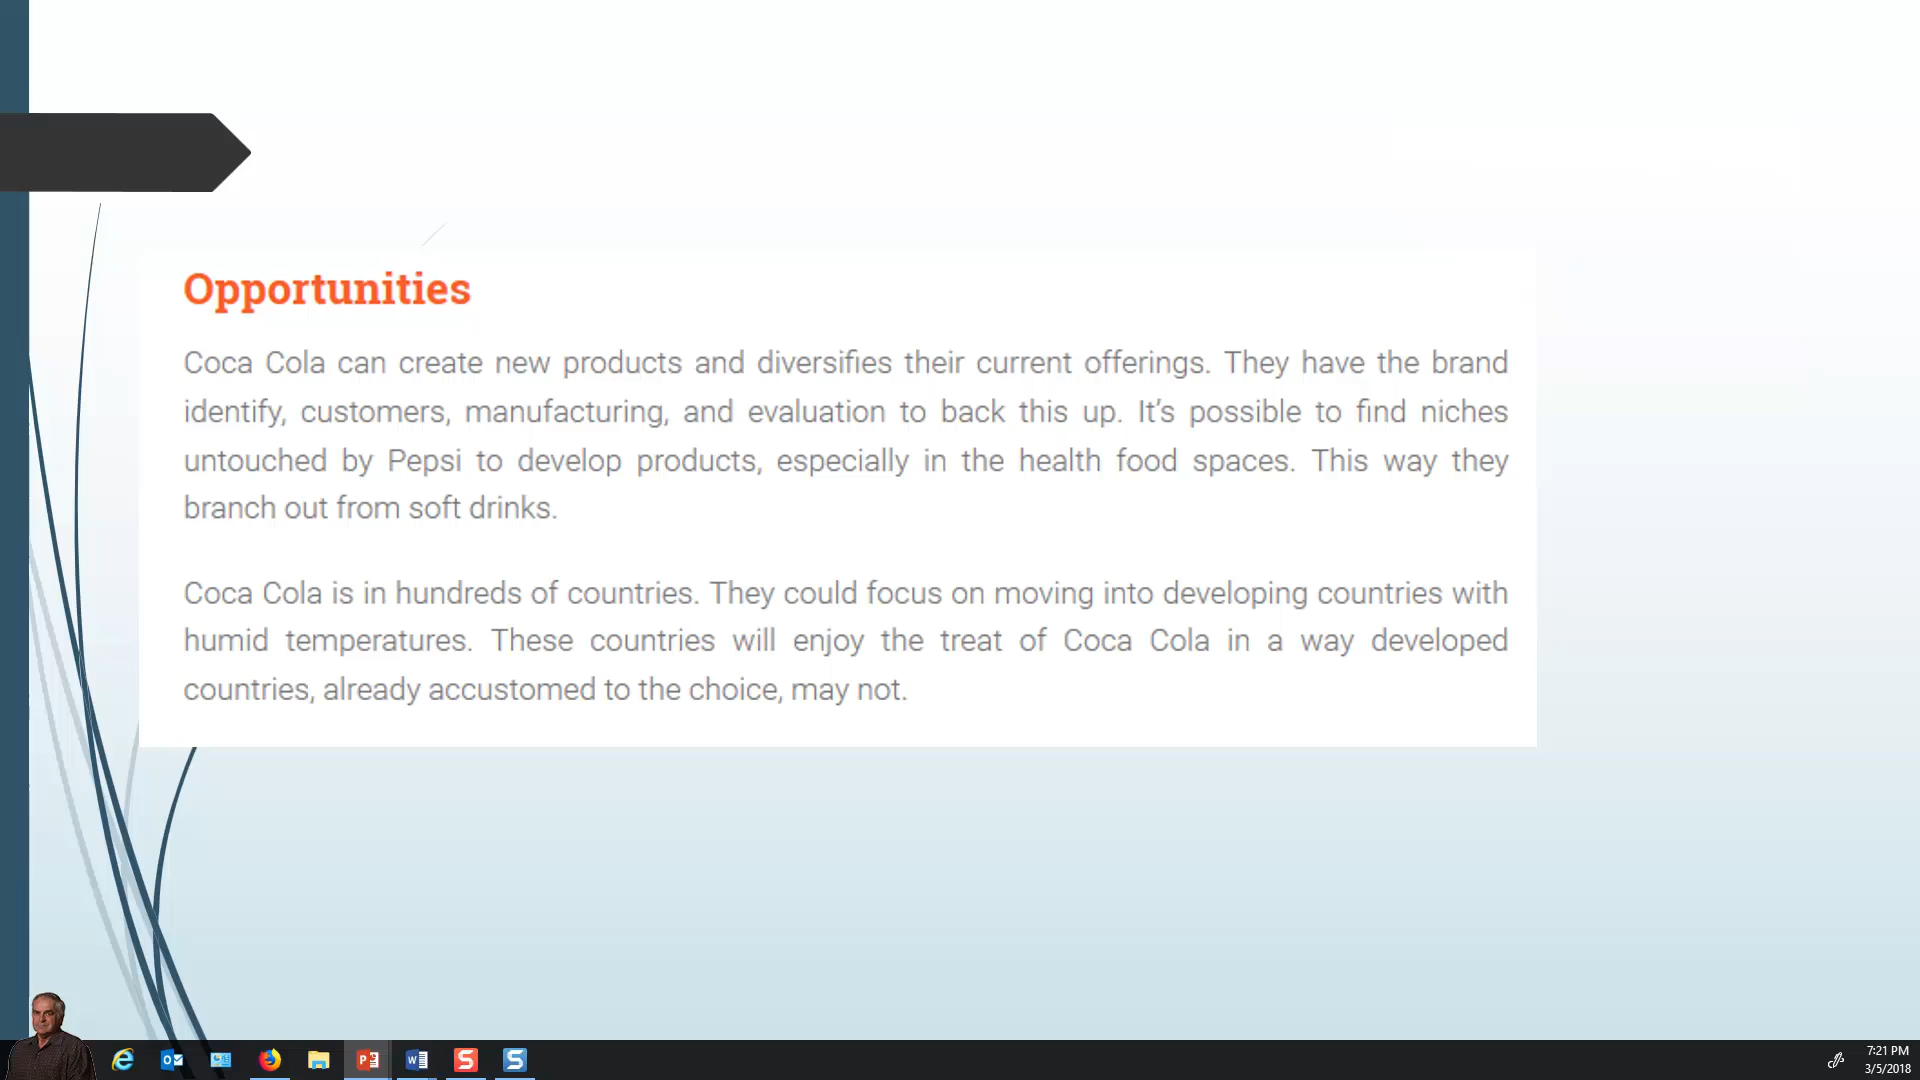 Opportunities
Coca Cola can create new products and diversifies their current offerings. They have the brand
identify, customers, manufacturing, and evaluation to back this up. It’s possible to find niches
untouched by Pepsi to develop products, especially in the health food spaces. This way they
branch out from soft drinks.
Coca Cola is in hundreds of countries. They could focus on moving into developing countries with
humid temperatures. These countries will enjoy the treat of Coca Cola in a way developed
countries, already accustomed to the choice, may not.
7:21 PM
3/5/2018